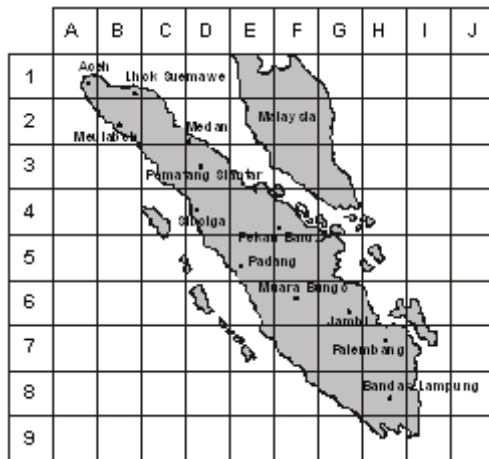 A B C D E F G H I J
1
Aceh
Lhok Suemawe
2
Malaysia
Medan
Meulaboh
3
Pematang Siantar
4
Sibolga
Pekan Baru
5
Padang
Muara Bungo
6
Jambi
7
Palembang
8
Bandar Lampung
9